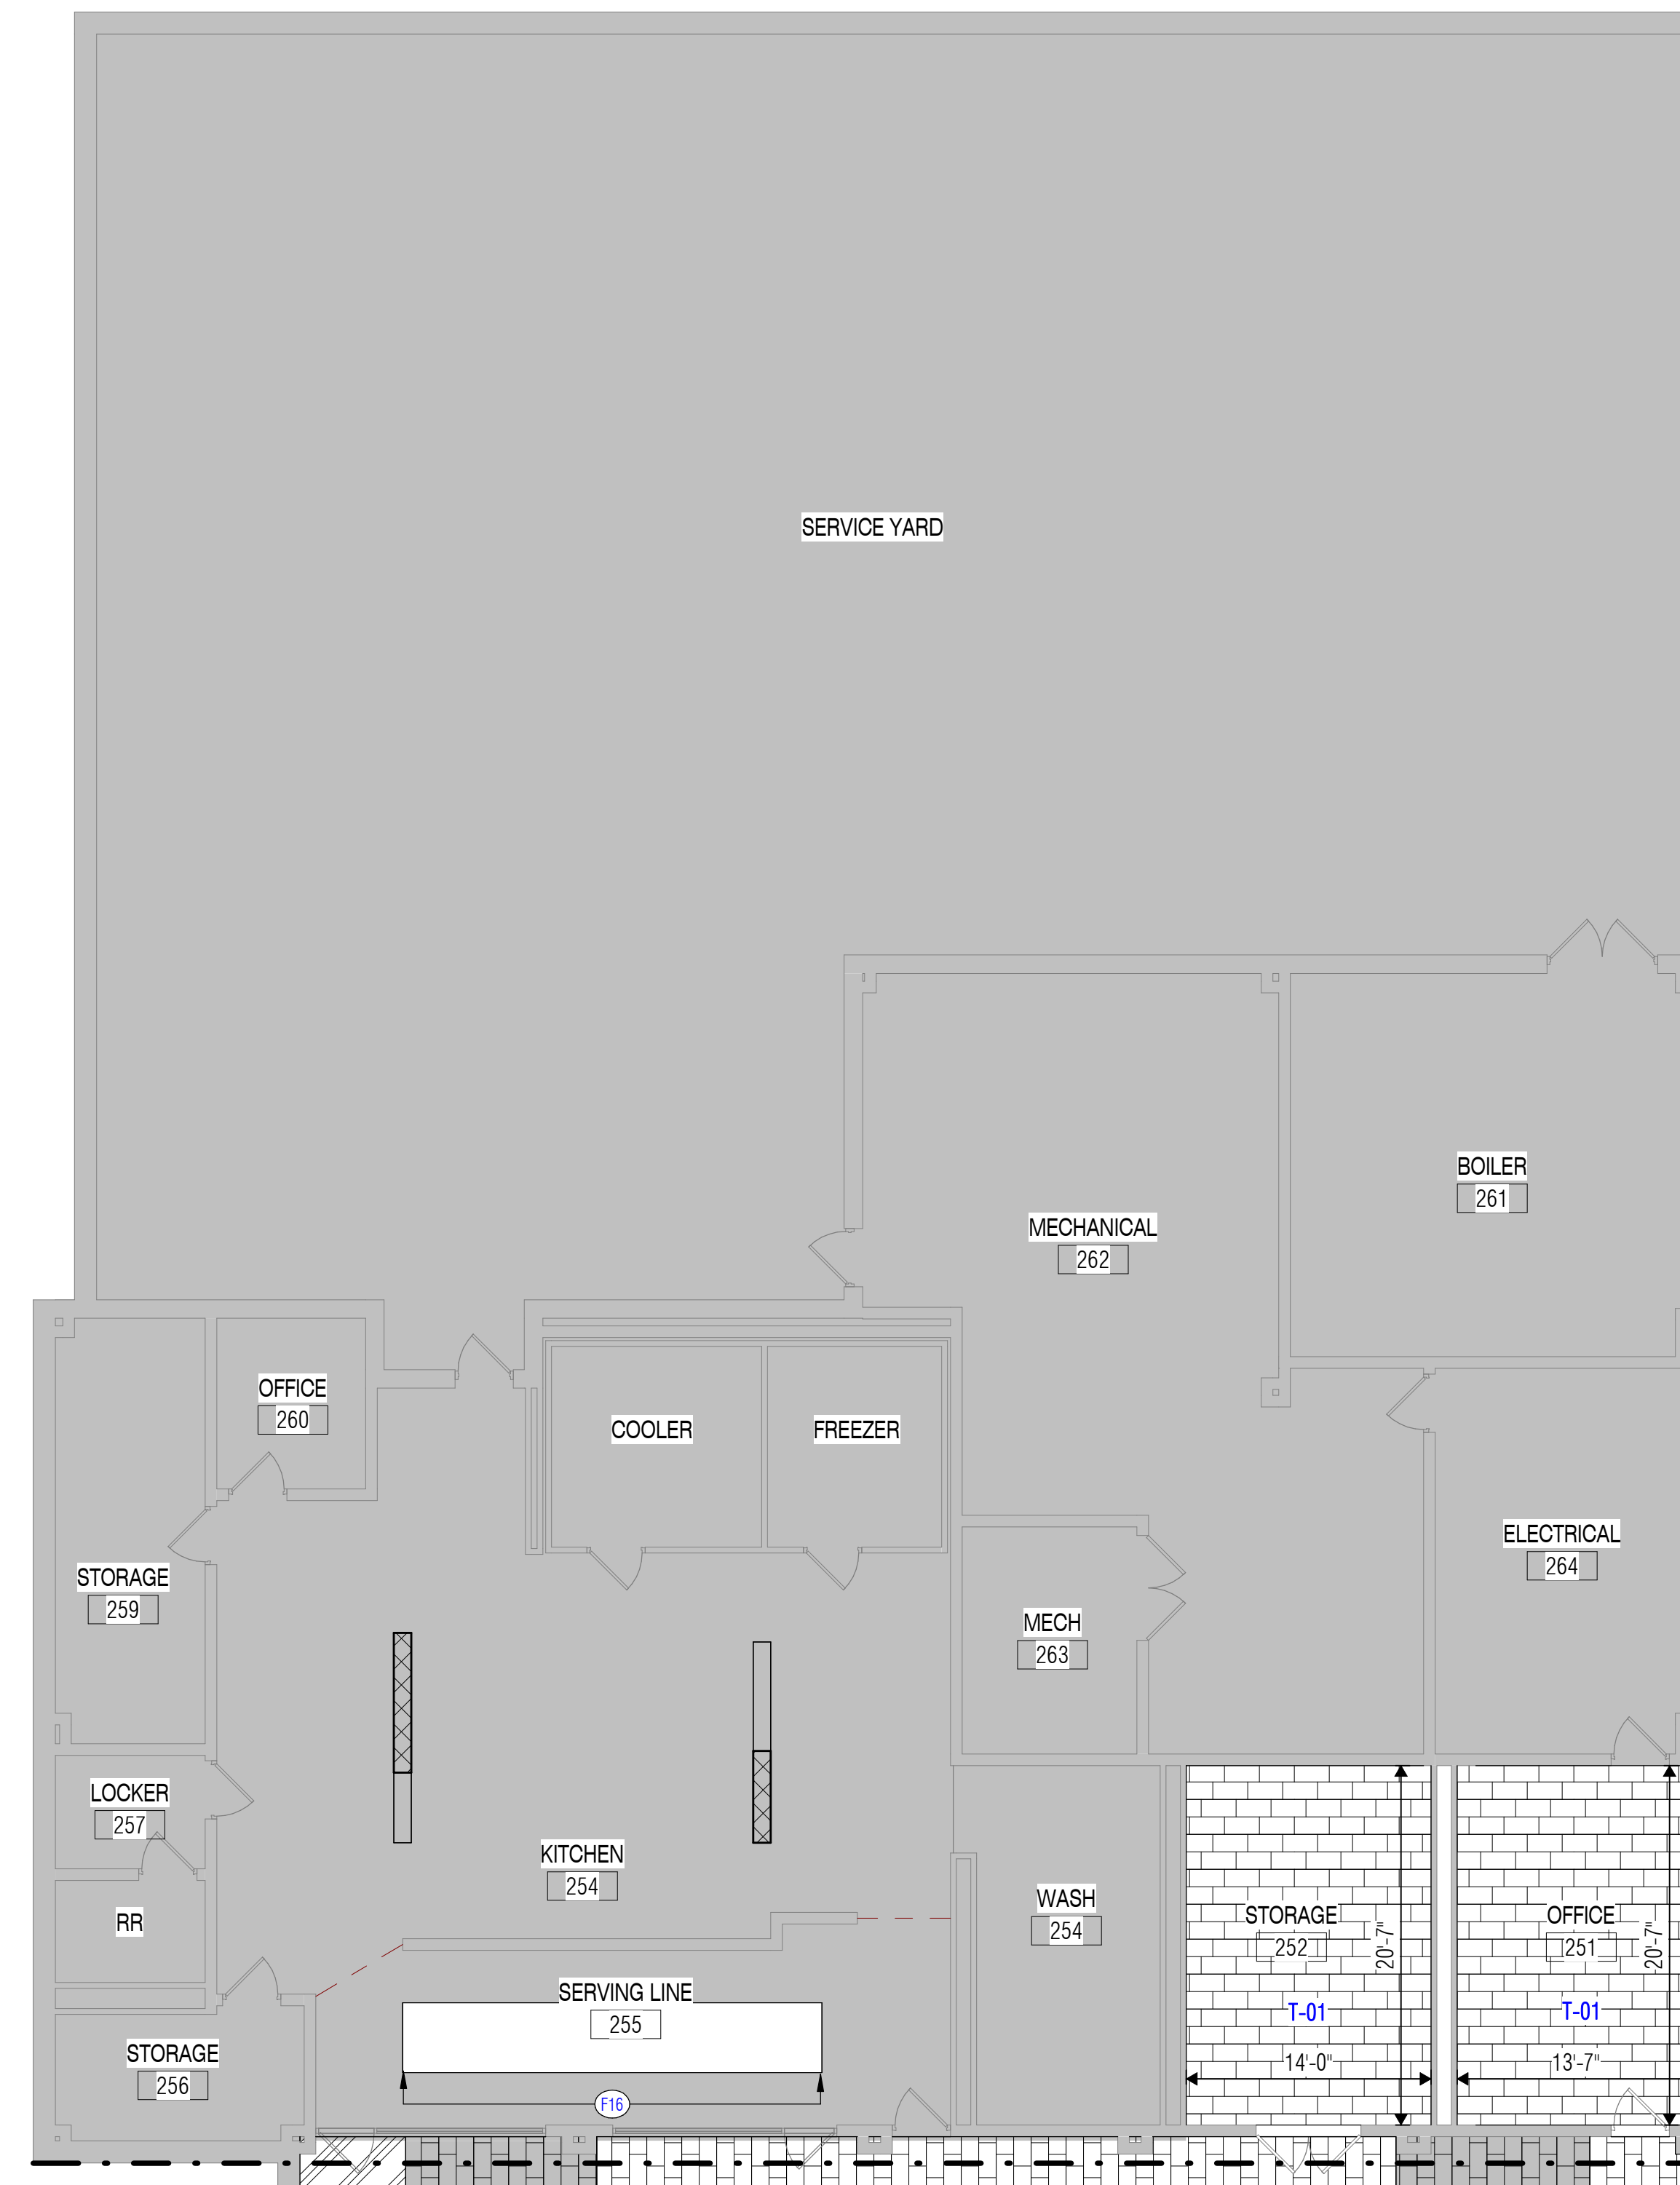 SERVICE YARD
BOILER
261
MECHANICAL
262
OFFICE
260
COOLER
FREEZER
ELECTRICAL
264
STORAGE
259
MECH
263
LOCKER
257
KITCHEN
254
WASH
254
RR
STORAGE
252
20'-7"
OFFICE
251
20'-7"
SERVING LINE
255
T-01
T-01
STORAGE
256
14'-0"
13'-7"
F16